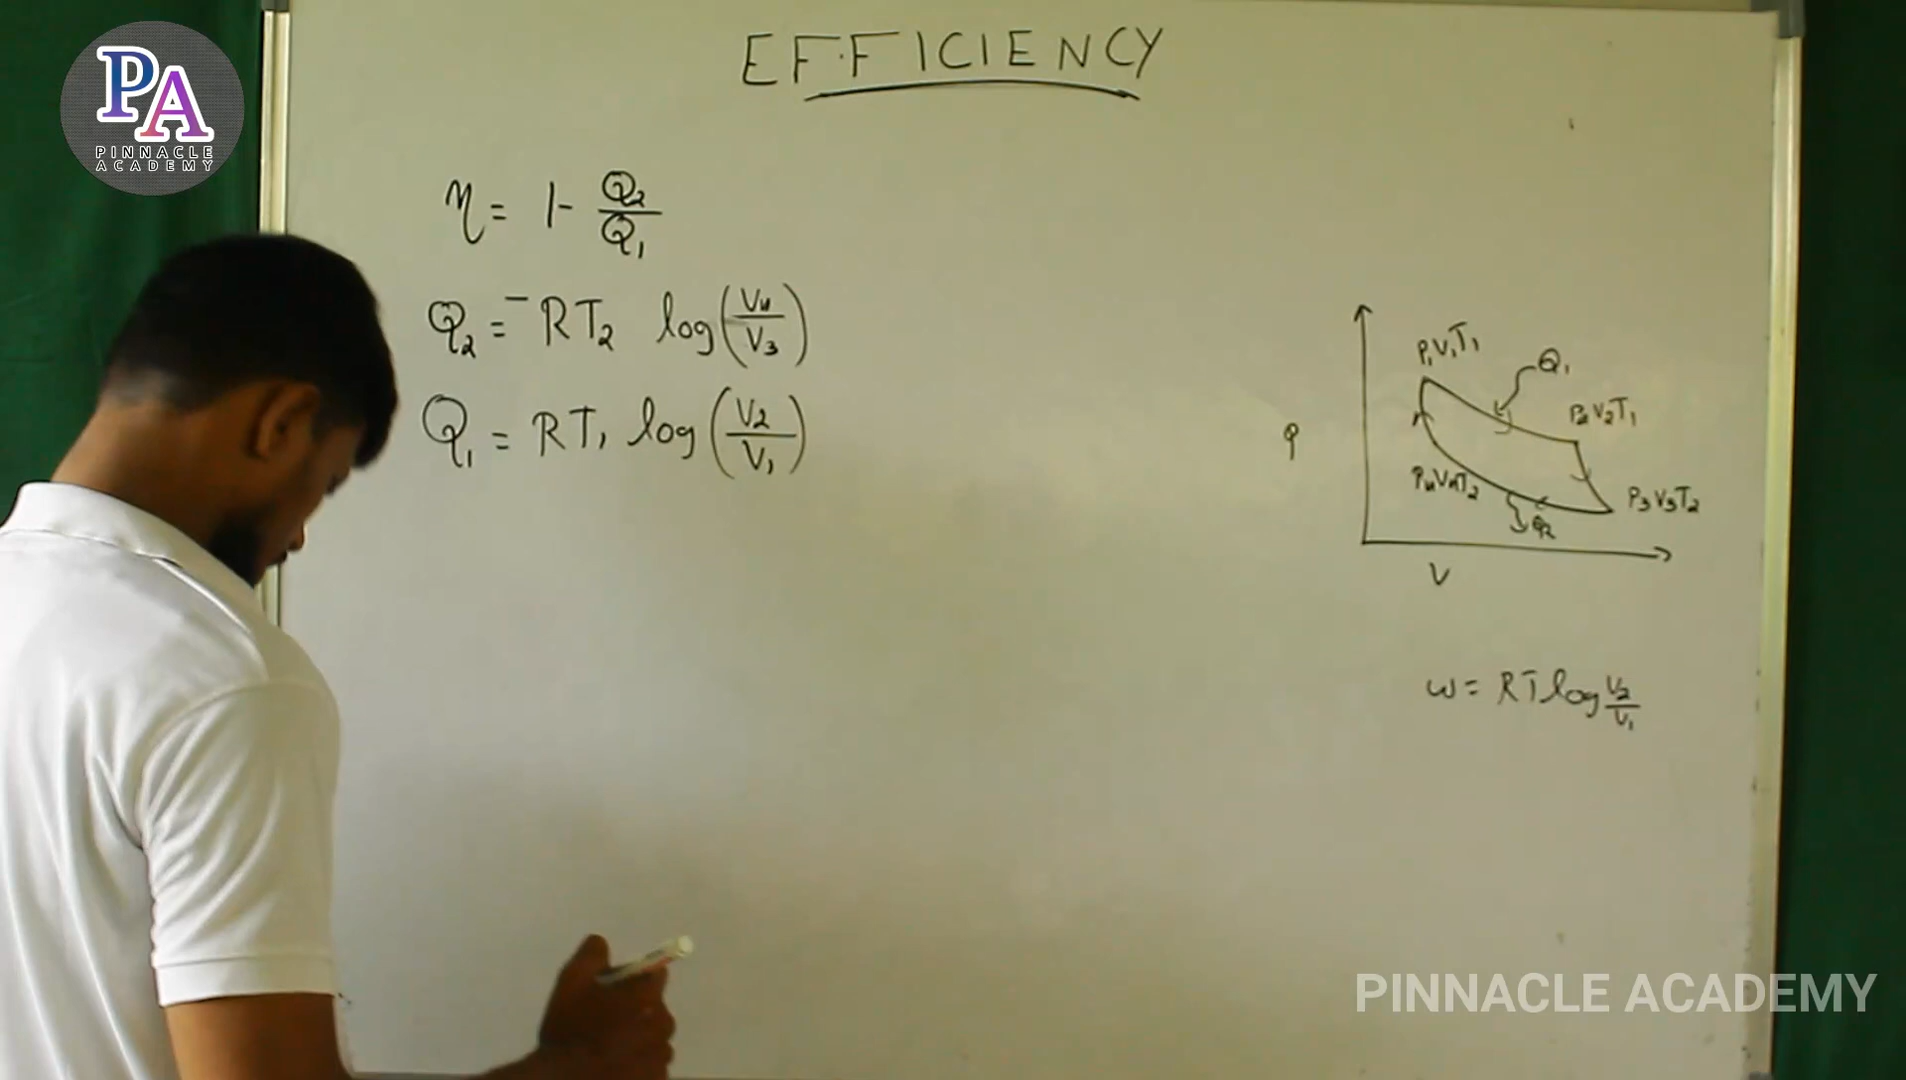 PA
PINNACLE
ACADEMY
EFFICIENCY
η = 1 - Q₂/Q₁
Q₂ = -RT₂ log(V₄/V₃)
Q₁ = RT₁ log(V₂/V₁)
P₁V₁T₁
Q₁
P₂V₂T₁
P
P₄V₄T₂
P₃V₃T₂
Q₂
V
W = RT log V₂/V₁
PINNACLE ACADEMY